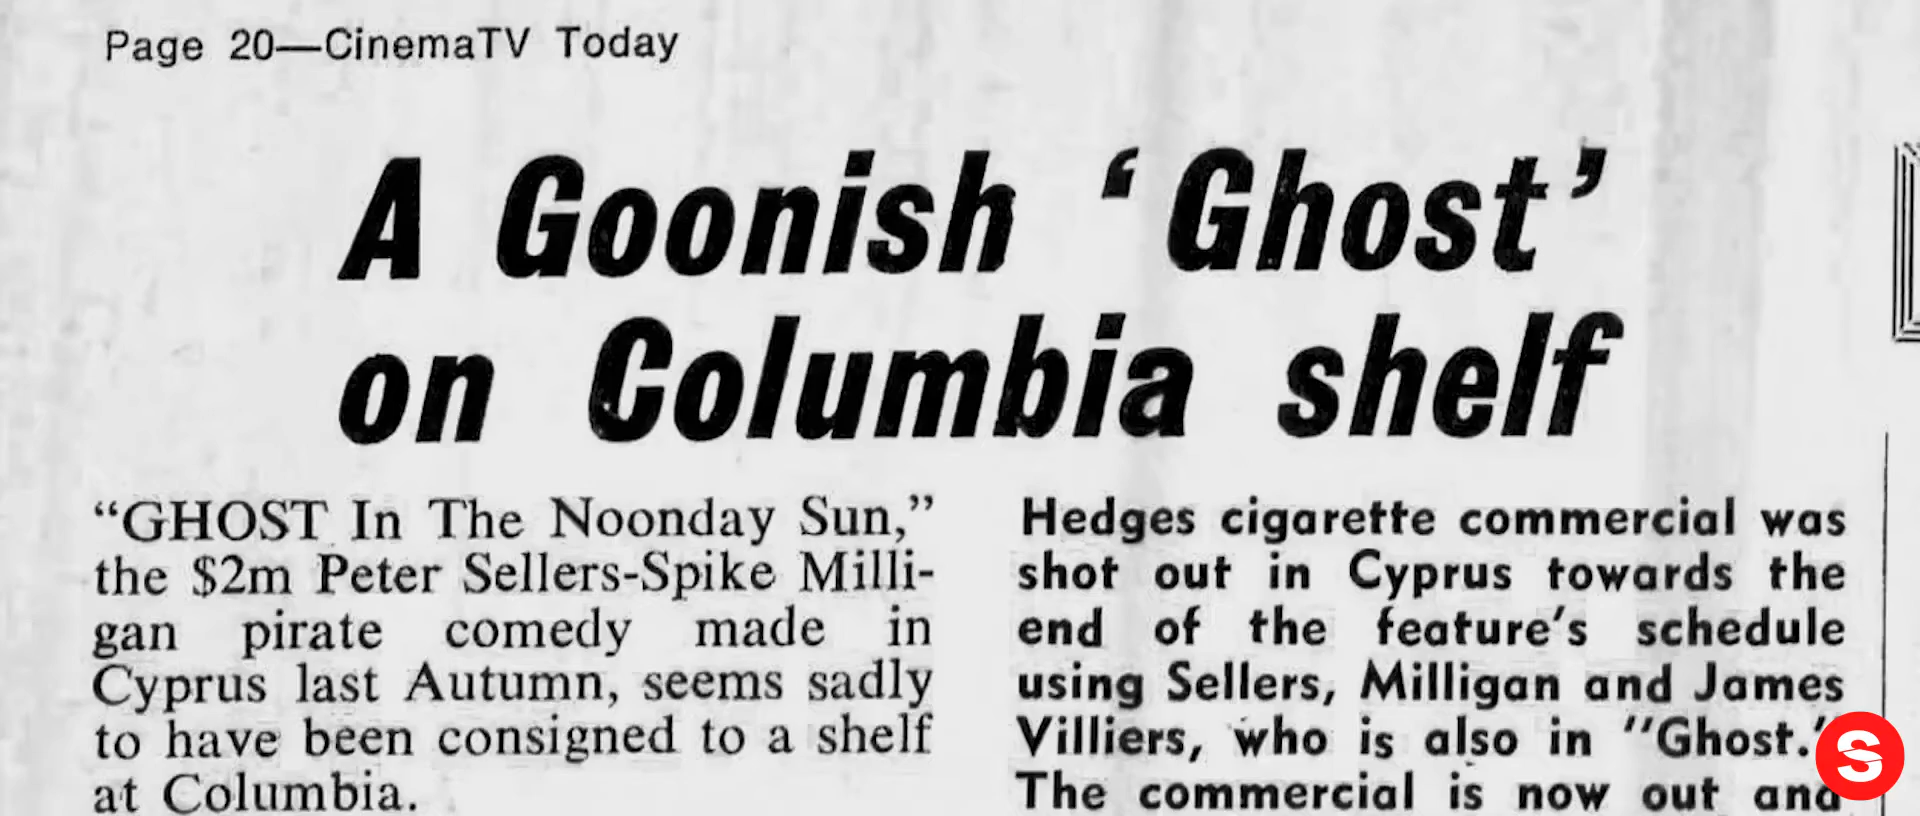 Page 20—CinemaTV Today
A Goonish ‘Ghost’
on Columbia shelf
“GHOST In The Noonday Sun,”
the $2m Peter Sellers-Spike Milli-
gan pirate comedy made in
Cyprus last Autumn, seems sadly
to have been consigned to a shelf
at Columbia.
Hedges cigarette commercial was
shot out in Cyprus towards the
end of the feature’s schedule
using Sellers, Milligan and James
Villiers, who is also in “Ghost.”
The commercial is now out and
S